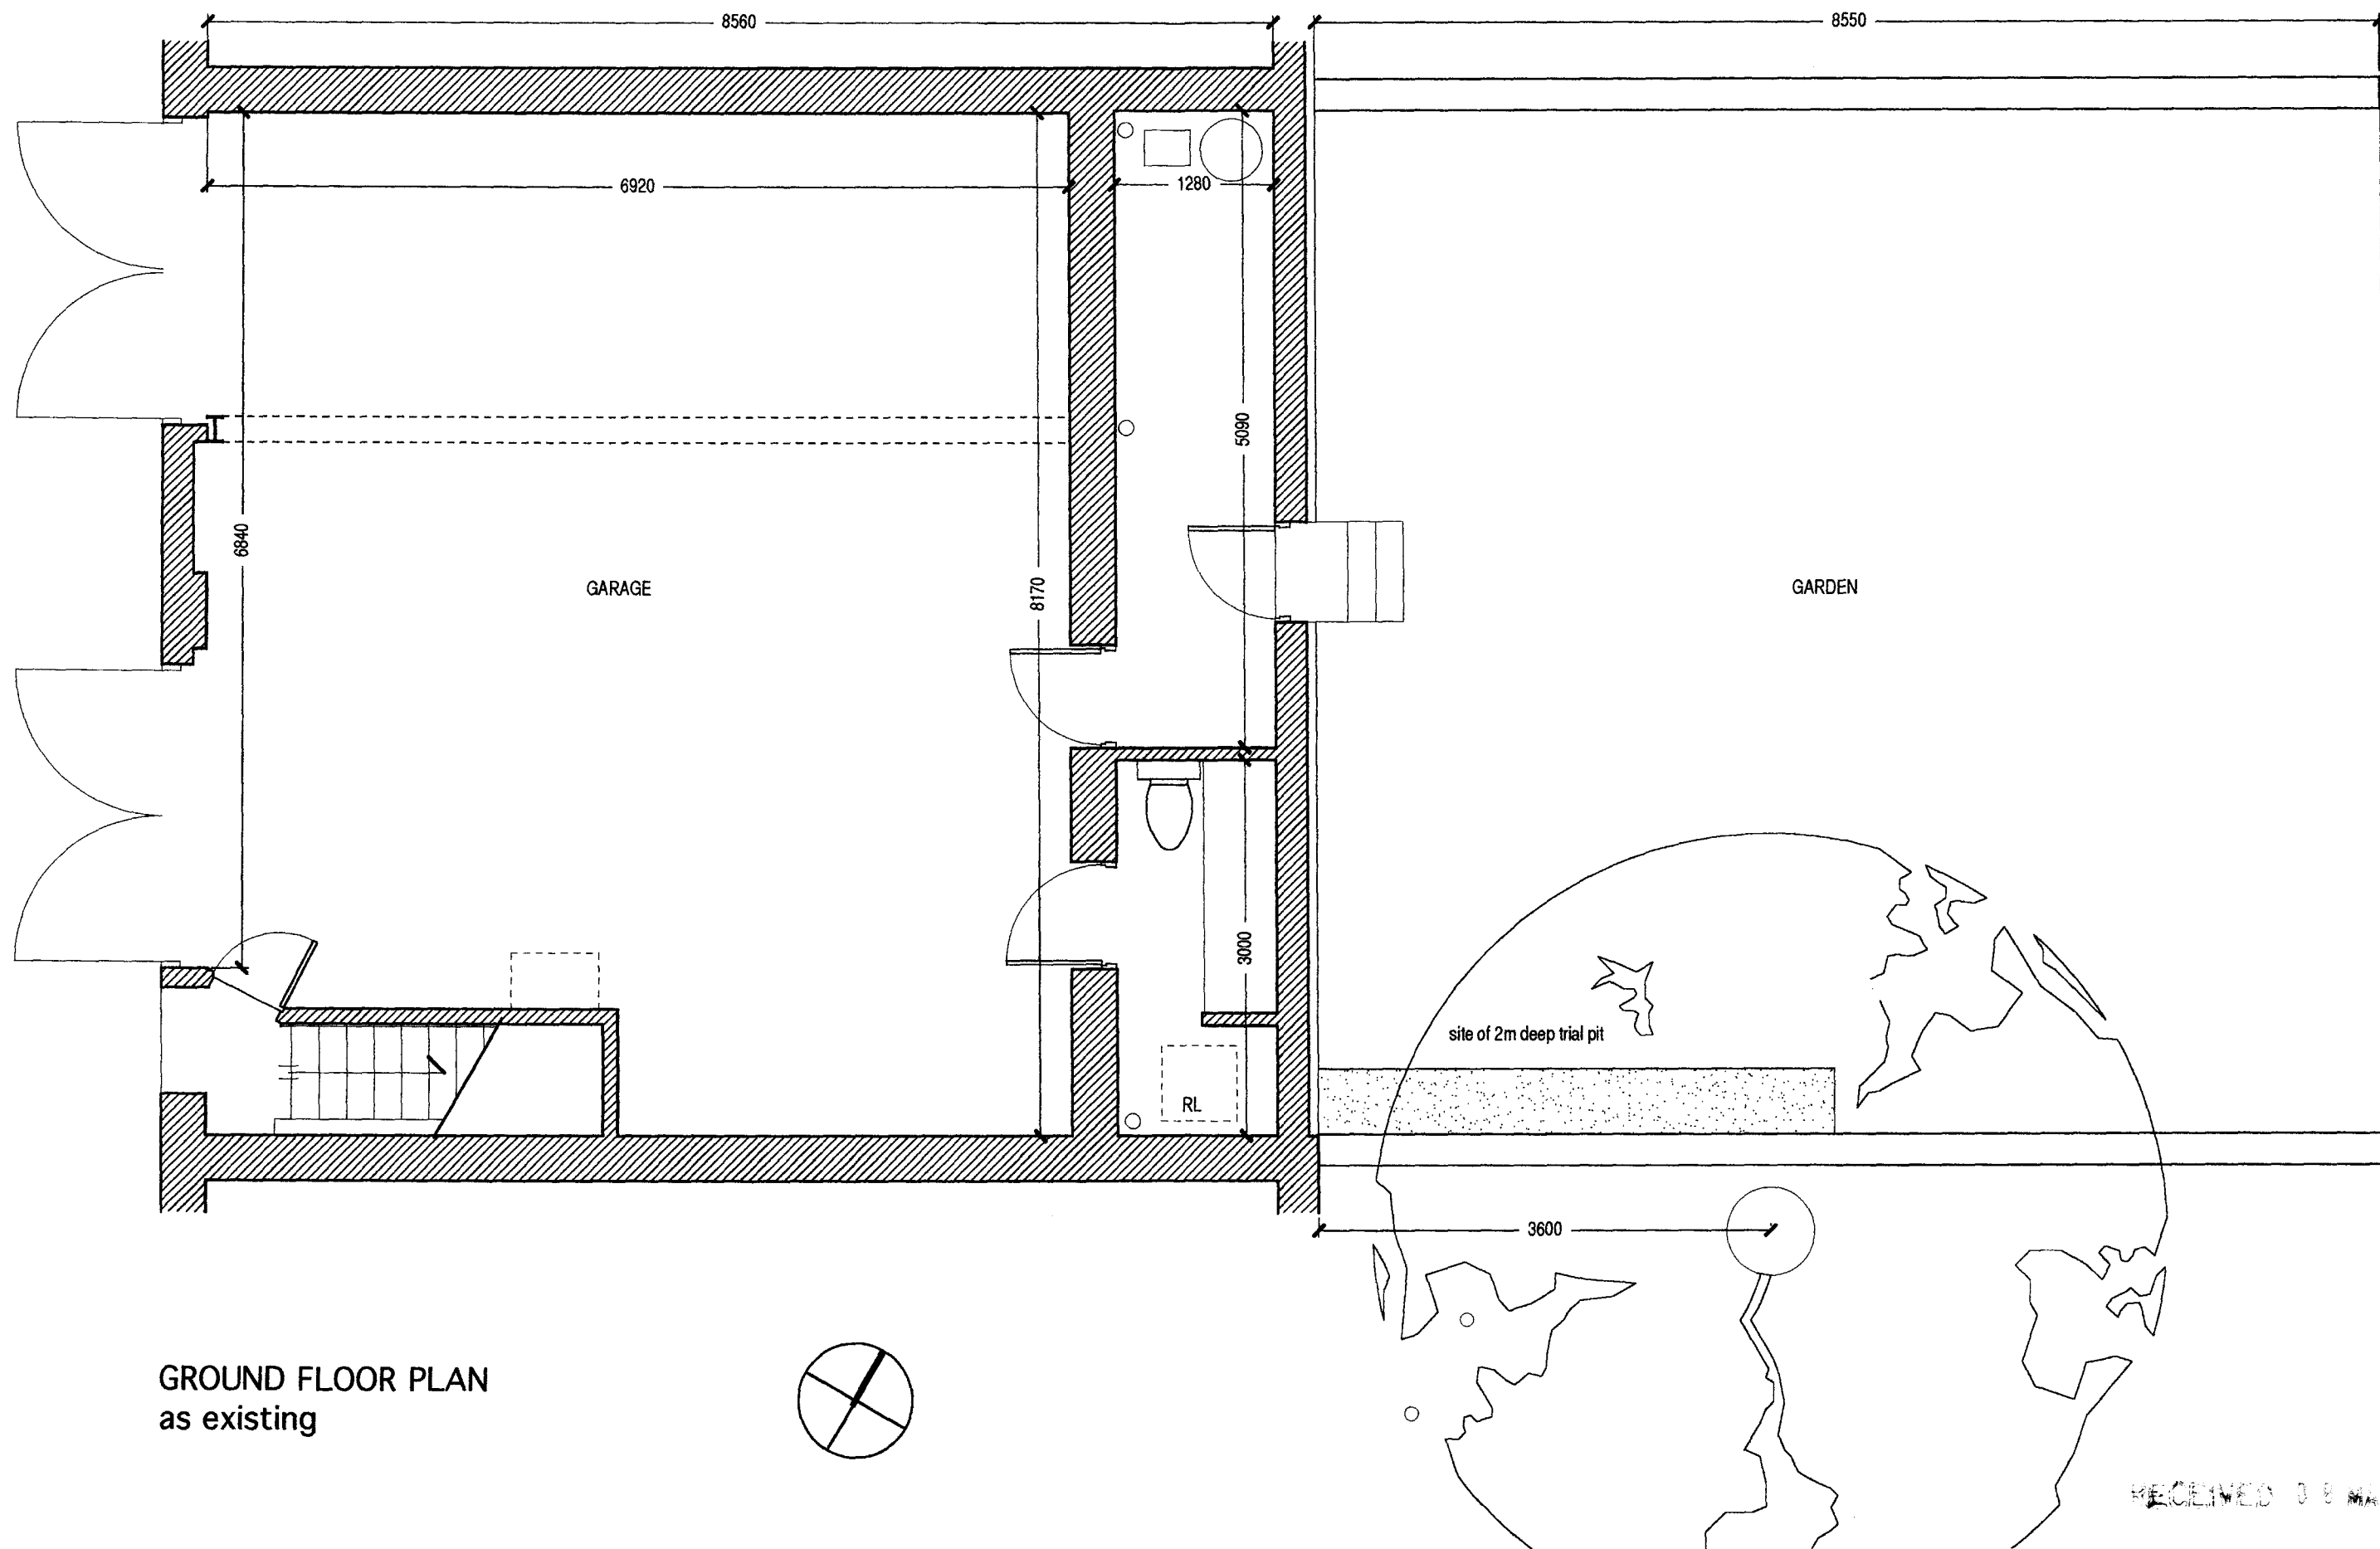 8560
8550
6920
1280
5090
6840
8170
GARAGE
GARDEN
3000
site of 2m deep trial pit
RL
3600
GROUND FLOOR PLAN
as existing
RECEIVED